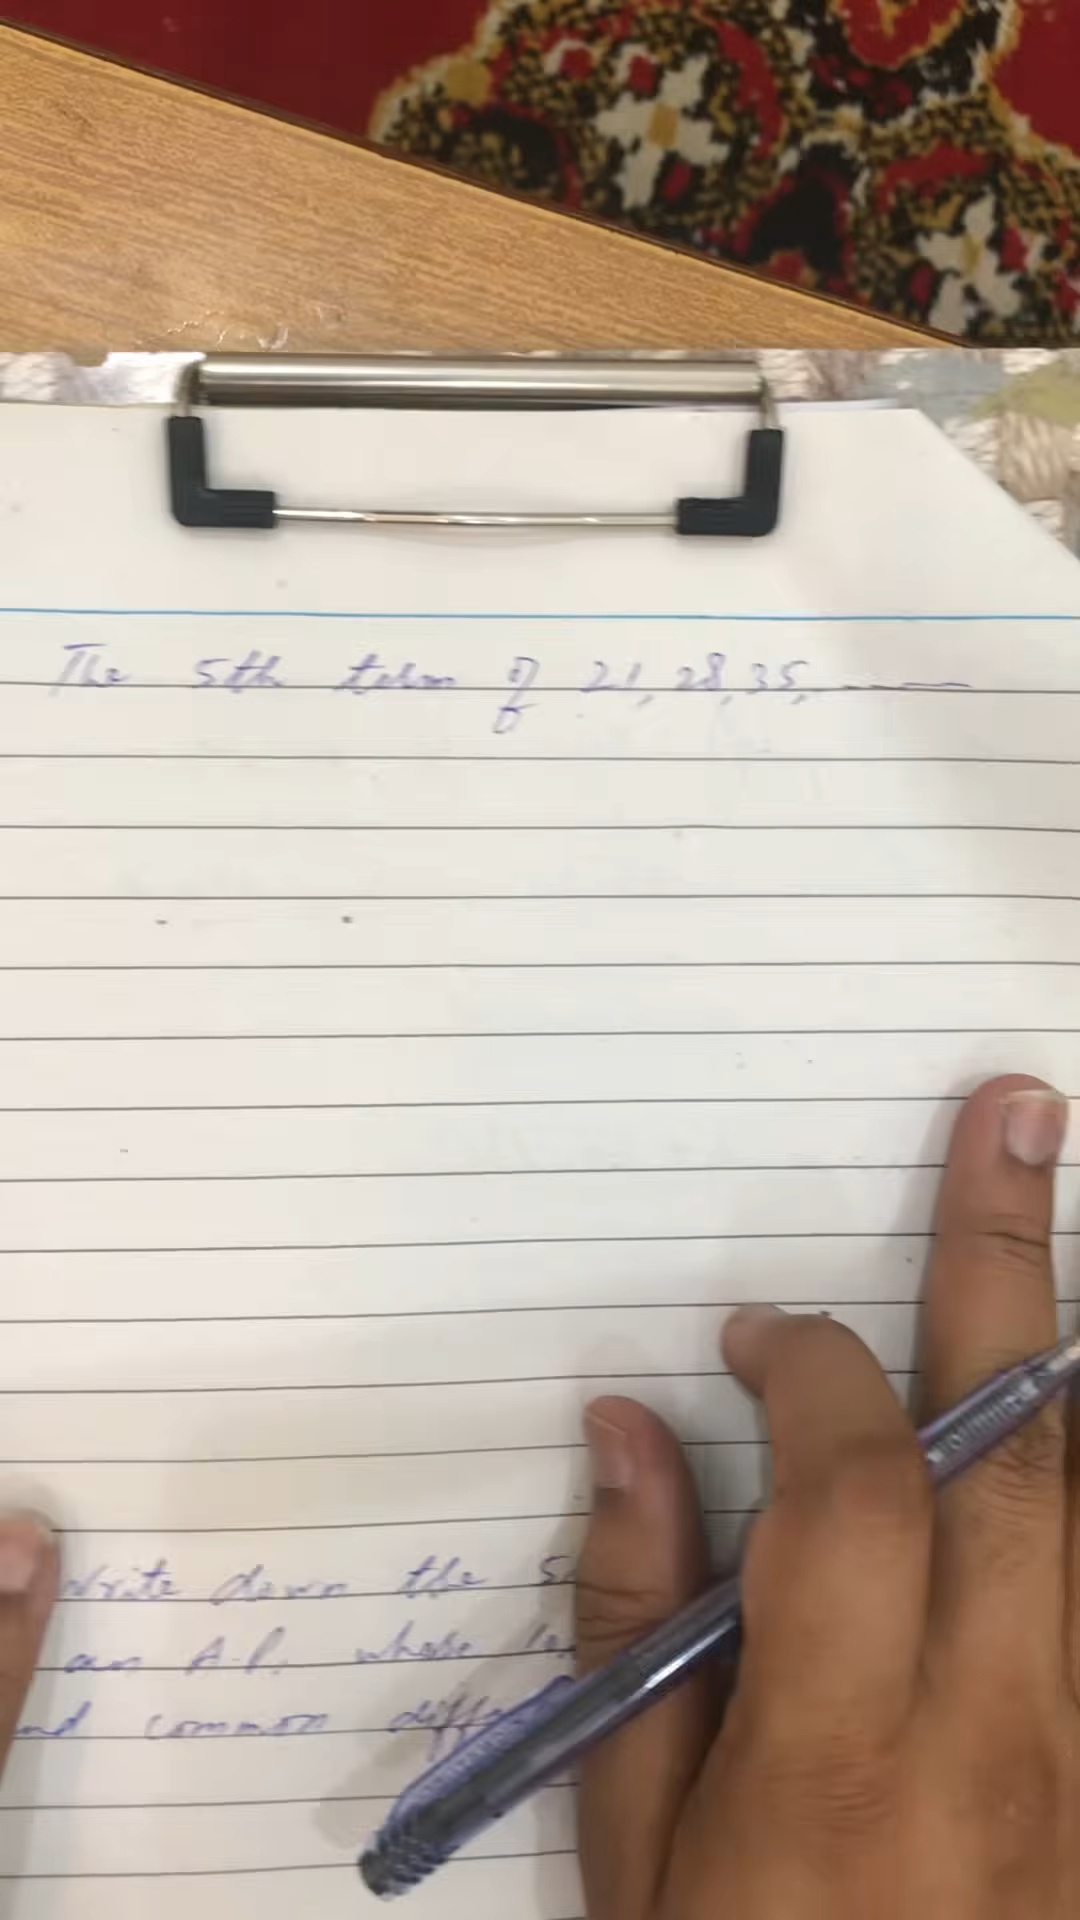 The 5th term of 21, 28, 35, ------
Write down the
an A.P. whose
and common